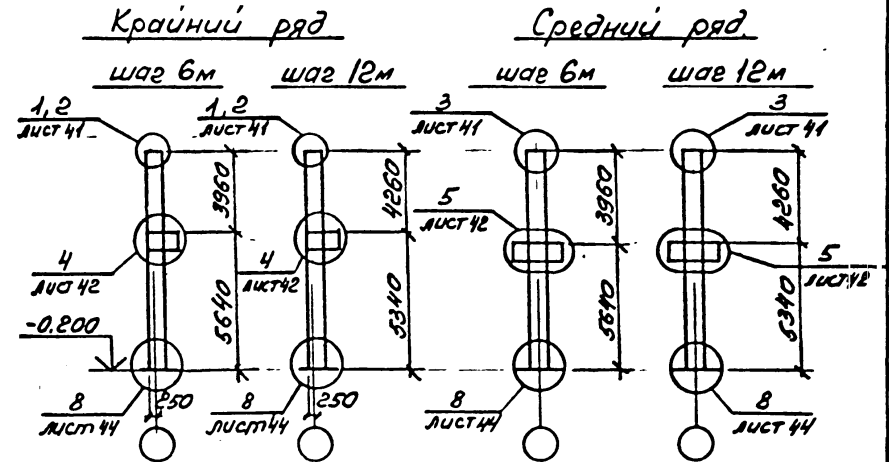 Крайний ряд
Средний ряд.
шаг 6м
шаг 12м
шаг 6м
шаг 12м
1,2
лист 41
1,2
лист 41
3
лист 41
3
лист 41
3960
4260
3960
4260
5
лист 42
4
лист 42
4
лист 42
5
лист 42
5640
5340
5640
5340
-0.200
8
лист 44
250
8
лист 44
250
8
лист 44
8
лист 44